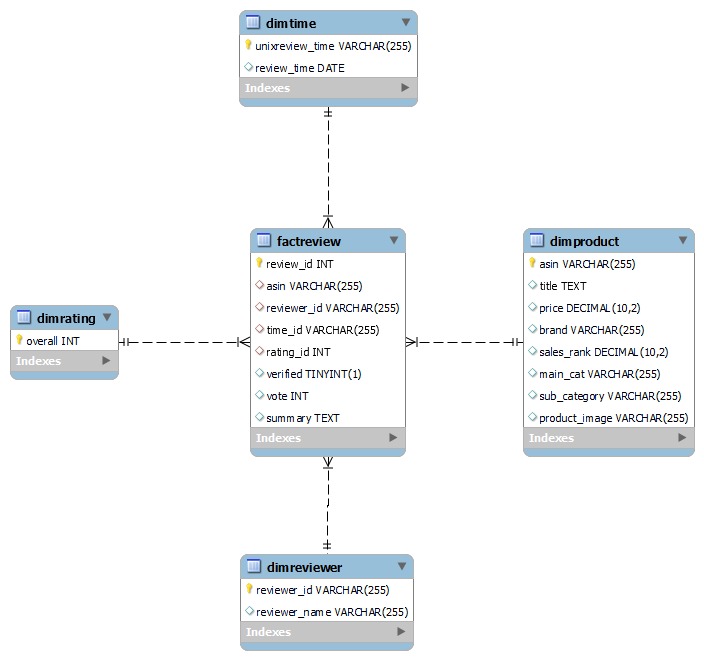 dimtime
unixreview_time VARCHAR(255)
review_time DATE
Indexes
factreview
review_id INT
asin VARCHAR(255)
reviewer_id VARCHAR(255)
time_id VARCHAR(255)
rating_id INT
verified TINYINT(1)
vote INT
summary TEXT
Indexes
dimproduct
asin VARCHAR(255)
title TEXT
price DECIMAL(10,2)
brand VARCHAR(255)
sales_rank DECIMAL(10,2)
main_cat VARCHAR(255)
sub_category VARCHAR(255)
product_image VARCHAR(255)
Indexes
dimrating
overall INT
Indexes
dimreviewer
reviewer_id VARCHAR(255)
reviewer_name VARCHAR(255)
Indexes